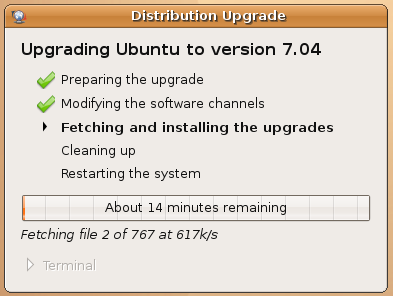 Distribution Upgrade
Upgrading Ubuntu to version 7.04
Preparing the upgrade
Modifying the software channels
Fetching and installing the upgrades
Cleaning up
Restarting the system
About 14 minutes remaining
Fetching file 2 of 767 at 617k/s
Terminal